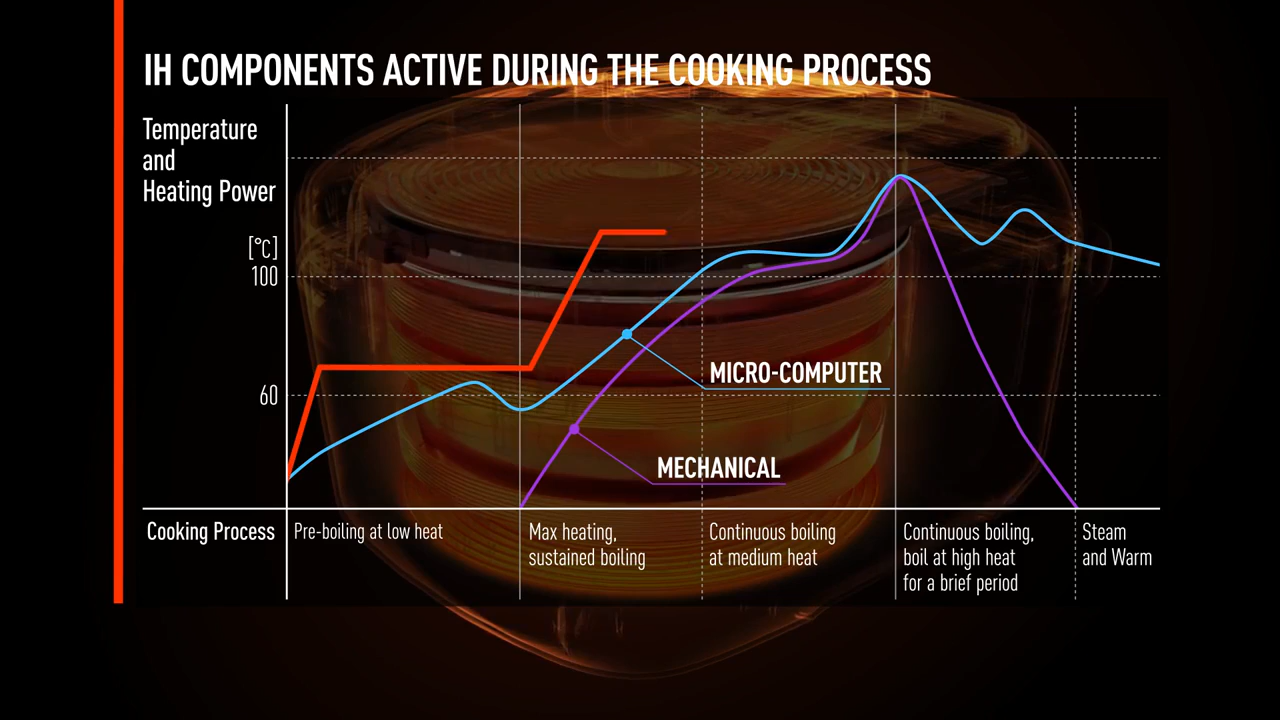 IH COMPONENTS ACTIVE DURING THE COOKING PROCESS
Temperature
and
Heating Power
[°C]
100
60
MICRO-COMPUTER
MECHANICAL
Cooking Process
Pre-boiling at low heat
Max heating,
sustained boiling
Continuous boiling
at medium heat
Continuous boiling,
boil at high heat
for a brief period
Steam
and Warm